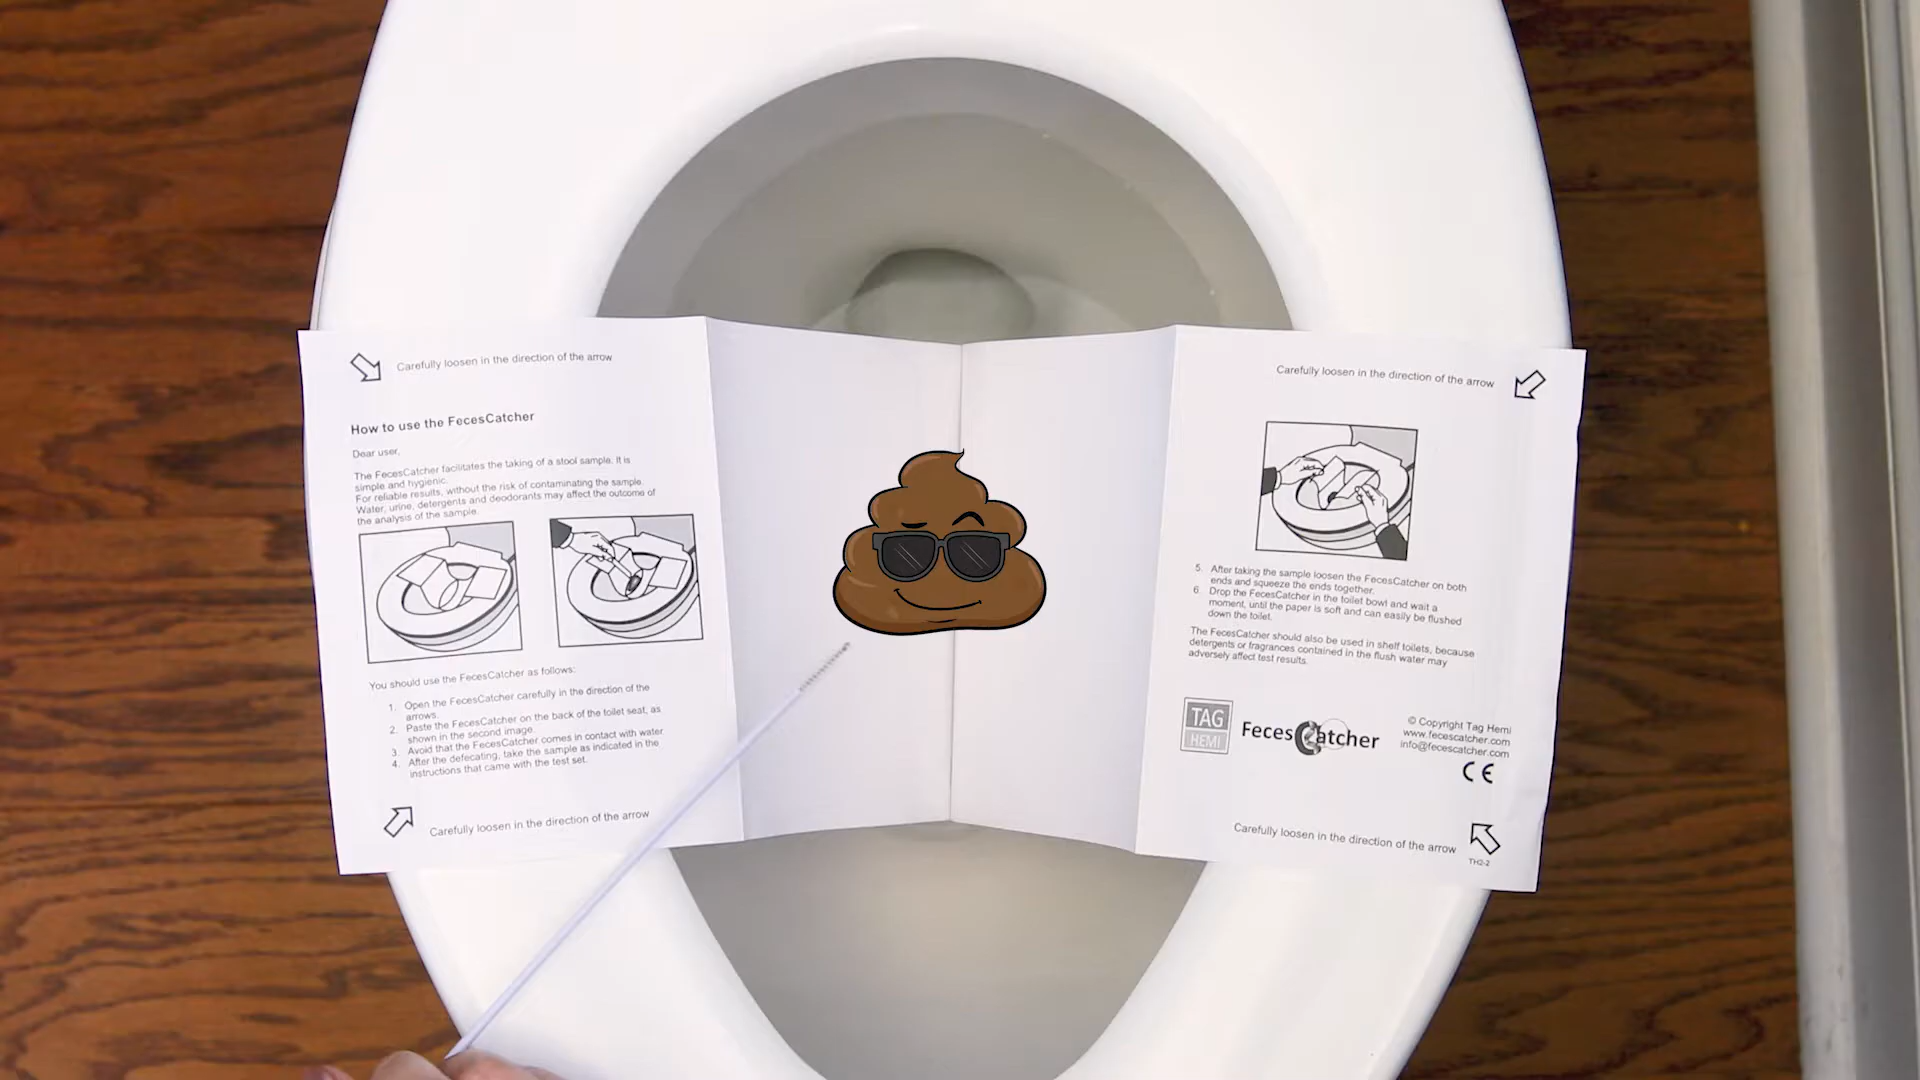 Carefully loosen in the direction of the arrow
How to use the FecesCatcher
Dear user,
The FecesCatcher facilitates the taking of a stool sample. It is
simple and hygienic.
For reliable results, without the risk of contaminating the sample.
Water, urine, detergents and deodorants may affect the outcome of
the analysis of the sample.
You should use the FecesCatcher as follows:
1. Open the FecesCatcher carefully in the direction of the
arrows.
2. Paste the FecesCatcher on the back of the toilet seat, as
shown in the second image.
3. Avoid that the FecesCatcher comes in contact with water
4. After the defecating, take the sample as indicated in the
instructions that came with the test set.
Carefully loosen in the direction of the arrow
Carefully loosen in the direction of the arrow
5. After taking the sample loosen the FecesCatcher on both
ends and squeeze the ends together.
6. Drop the FecesCatcher in the toilet bowl and wait a
moment, until the paper is soft and can easily be flushed
down the toilet.
The FecesCatcher should also be used in shelf toilets, because
detergents or fragrances contained in the flush water may
adversely affect test results.
TAG
HEMI
FecesCatcher
© Copyright Tag Hemi
www.fecescatcher.com
info@fecescatcher.com
CE
Carefully loosen in the direction of the arrow
TH2-2